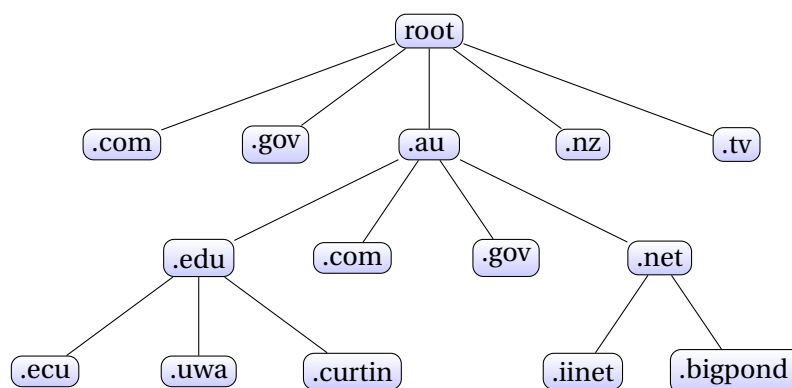 root
.com
.gov
.au
.nz
.tv
.edu
.com
.gov
.net
.ecu
.uwa
.curtin
.iinet
.bigpond